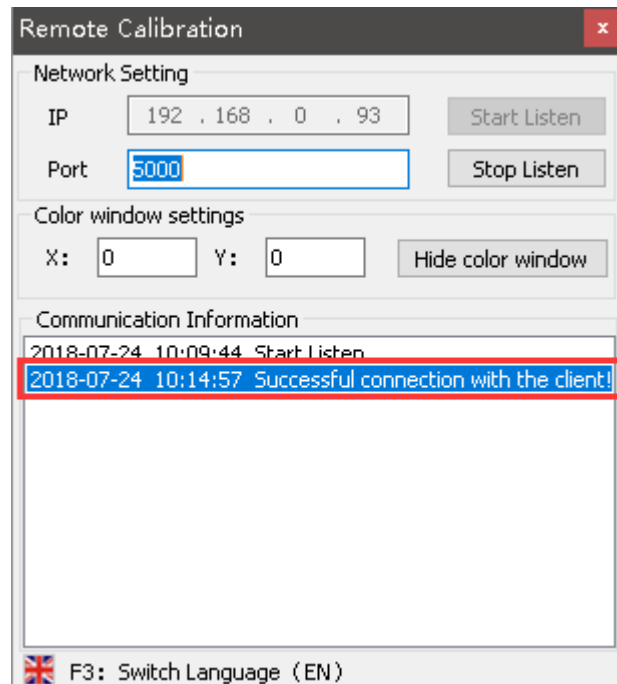 Remote Calibration
x
Network Setting
IP 192 . 168 . 0 . 93 Start Listen
Port 5000 Stop Listen
Color window settings
X: 0 Y: 0 Hide color window
Communication Information
2018-07-24 10:09:44 Start Listen
2018-07-24 10:14:57 Successful connection with the client!
F3: Switch Language (EN)